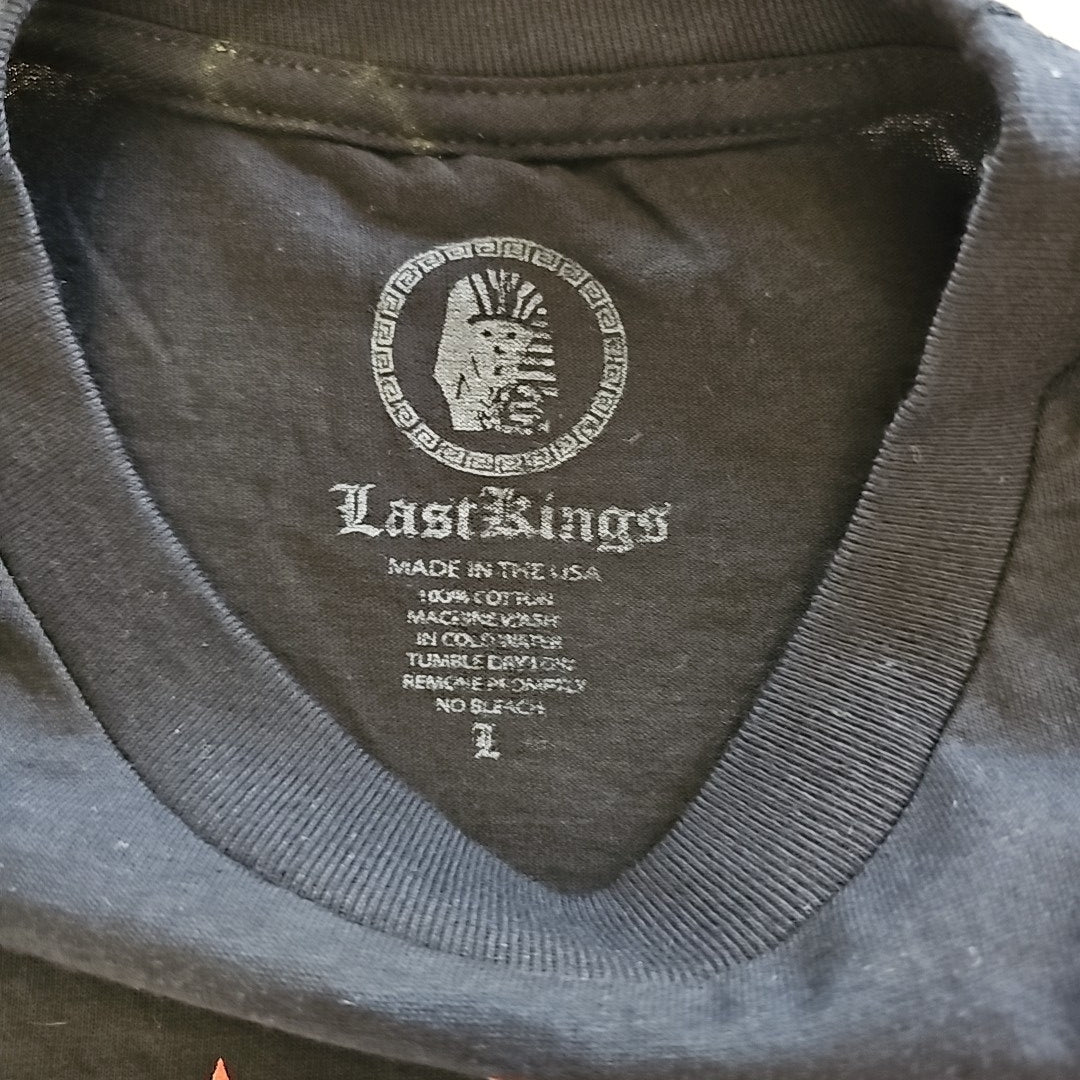 LastKings
MADE IN THE USA
100% COTTON
MACHINE WASH
IN COLD WATER
TUMBLE DRY LOW
REMOVE PROMPTLY
NO BLEACH
L